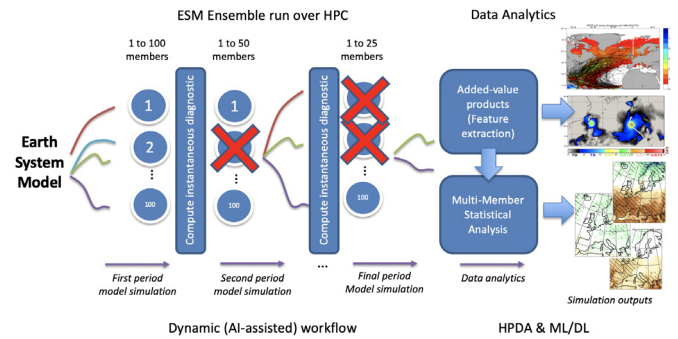 ESM Ensemble run over HPC
Data Analytics
1 to 100
members
1 to 50
members
1 to 25
members
Earth
System
Model
1
2
...
100
Compute instantaneous diagnostic
1
...
100
Compute instantaneous diagnostic
...
...
100
Added-value
products
(Feature
extraction)
Multi-Member
Statistical
Analysis
First period
model simulation
Second period
model simulation
Final period
Model simulation
Data analytics
Simulation outputs
Dynamic (AI-assisted) workflow
HPDA & ML/DL